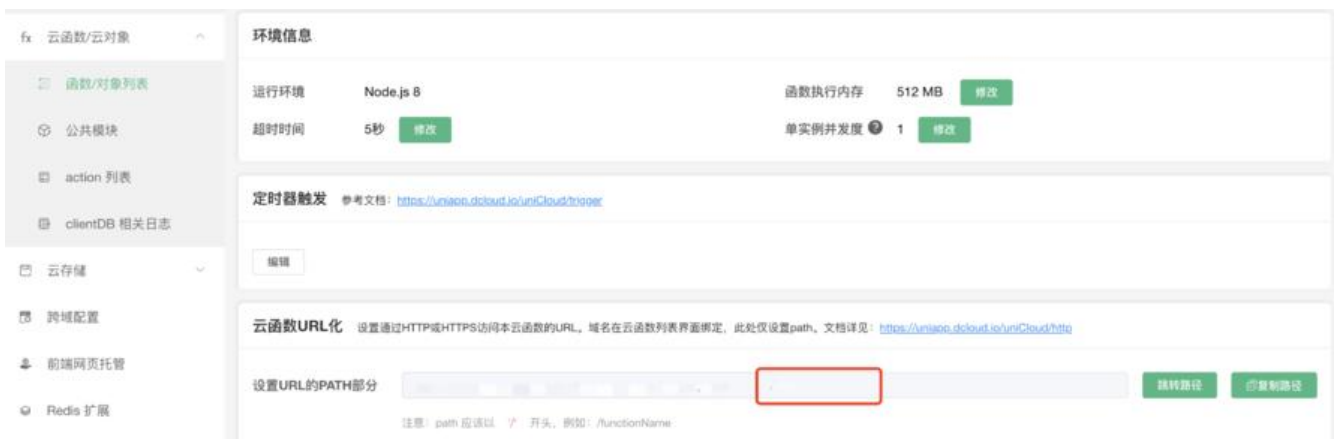 fx 云函数/云对象
函数/对象列表
公共模块
action 列表
clientDB 相关日志
云存储
跨域配置
前端网页托管
Redis 扩展
环境信息
运行环境 Node.js 8 函数执行内存 512 MB 修改
超时时间 5秒 修改 单实例并发度 ? 1 修改
定时器触发 参考文档：https://uniapp.dcloud.io/uniCloud/trigger
编辑
云函数URL化 设置通过HTTP或HTTPS访问本云函数的URL。域名在云函数列表界面绑定，此处仅设置path。文档详见：https://uniapp.dcloud.io/uniCloud/http
设置URL的PATH部分 跳转路径 复制路径
注意：path 应该以 "/" 开头，例如：/functionName